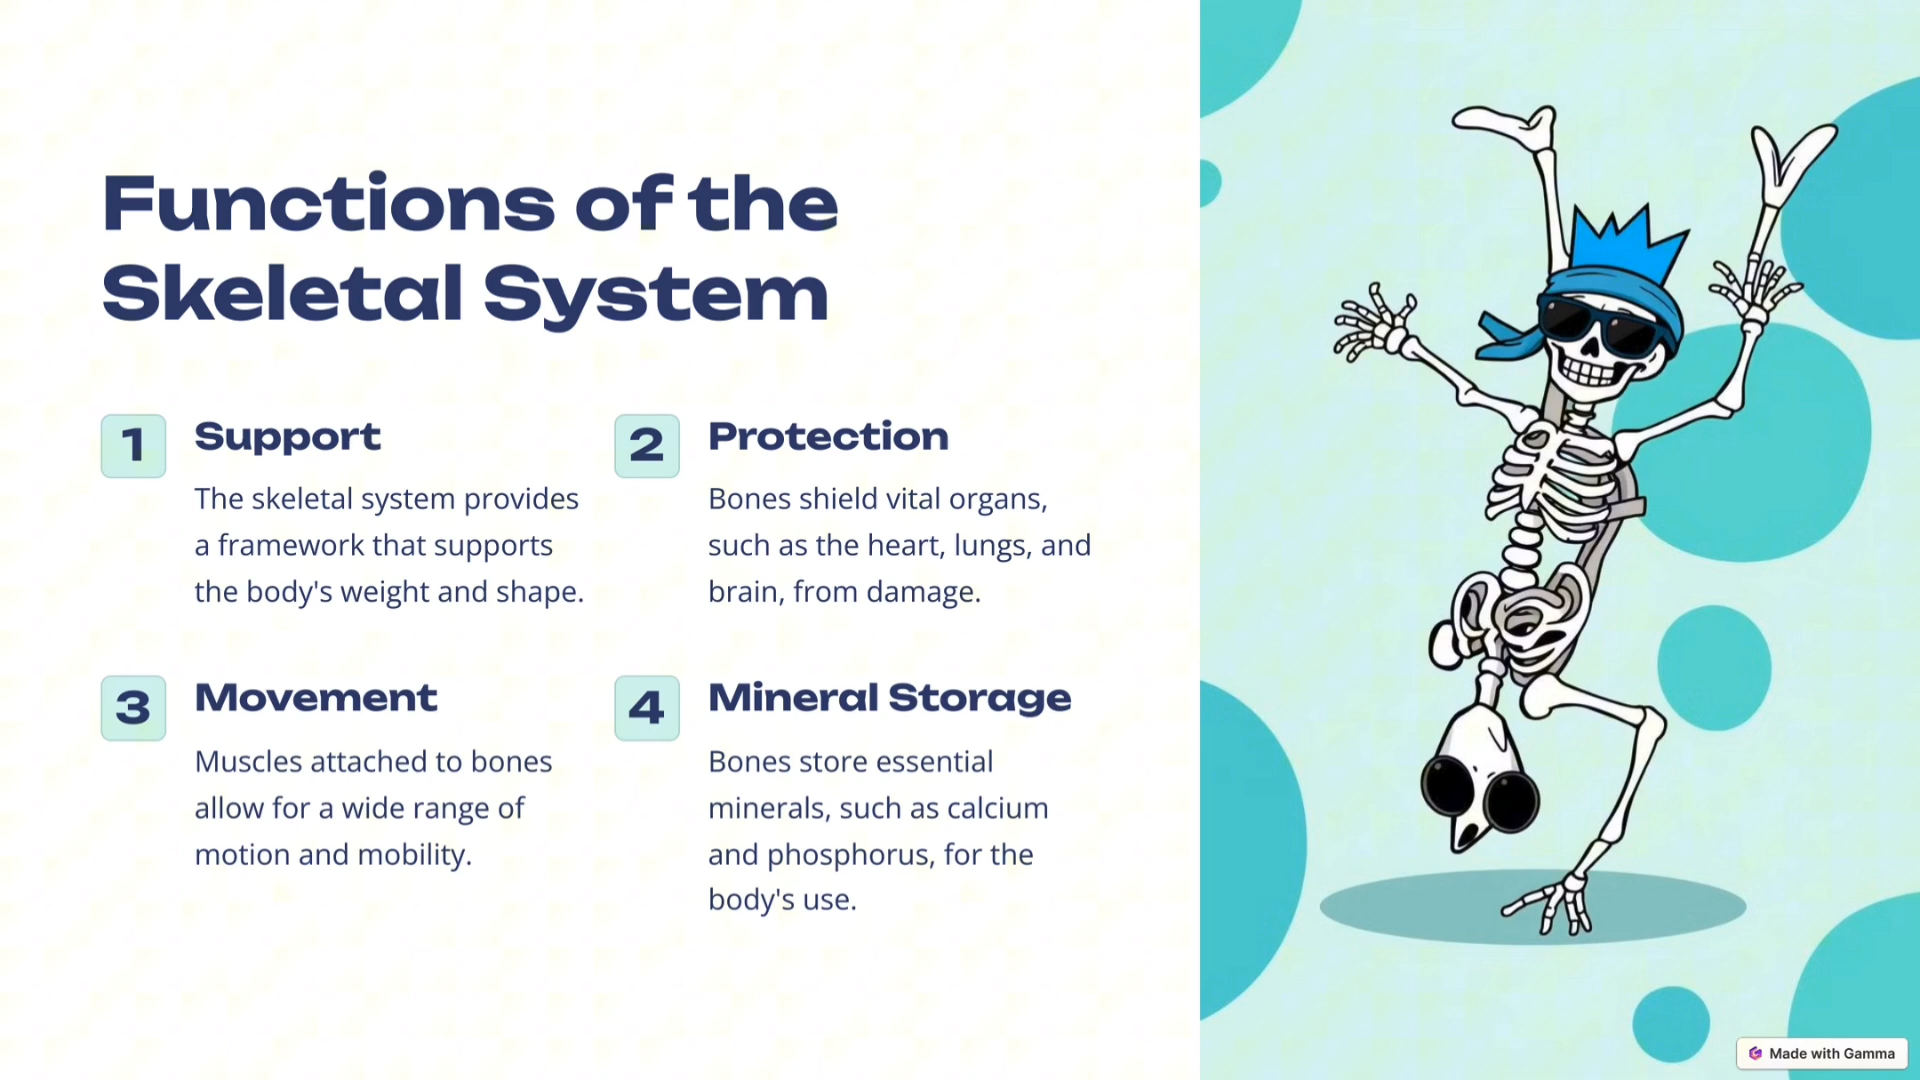 Functions of the
Skeletal System
1
Support
The skeletal system provides
a framework that supports
the body's weight and shape.
2
Protection
Bones shield vital organs,
such as the heart, lungs, and
brain, from damage.
3
Movement
Muscles attached to bones
allow for a wide range of
motion and mobility.
4
Mineral Storage
Bones store essential
minerals, such as calcium
and phosphorus, for the
body's use.
Made with Gamma